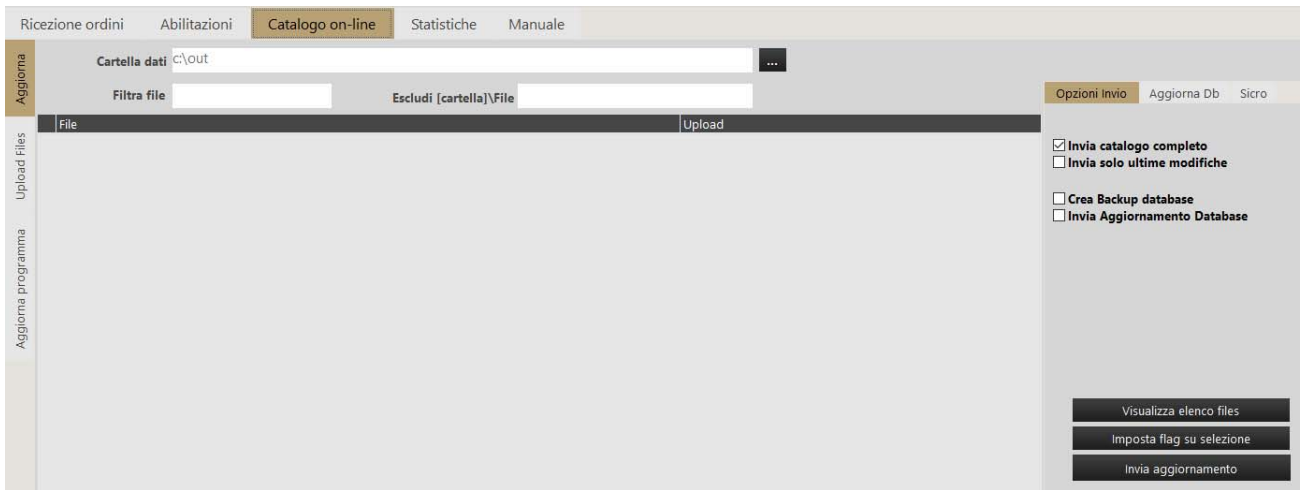 Ricezione ordini Abilitazioni Catalogo on-line Statistiche Manuale
Aggiorna
Upload Files
Aggiorna programma
Cartella dati c:\out ...
Filtra file Escludi [cartella]\File
File Upload
Opzioni Invio Aggiorna Db Sicro
Invia catalogo completo
Invia solo ultime modifiche
Crea Backup database
Invia Aggiornamento Database
Visualizza elenco files
Imposta flag su selezione
Invia aggiornamento